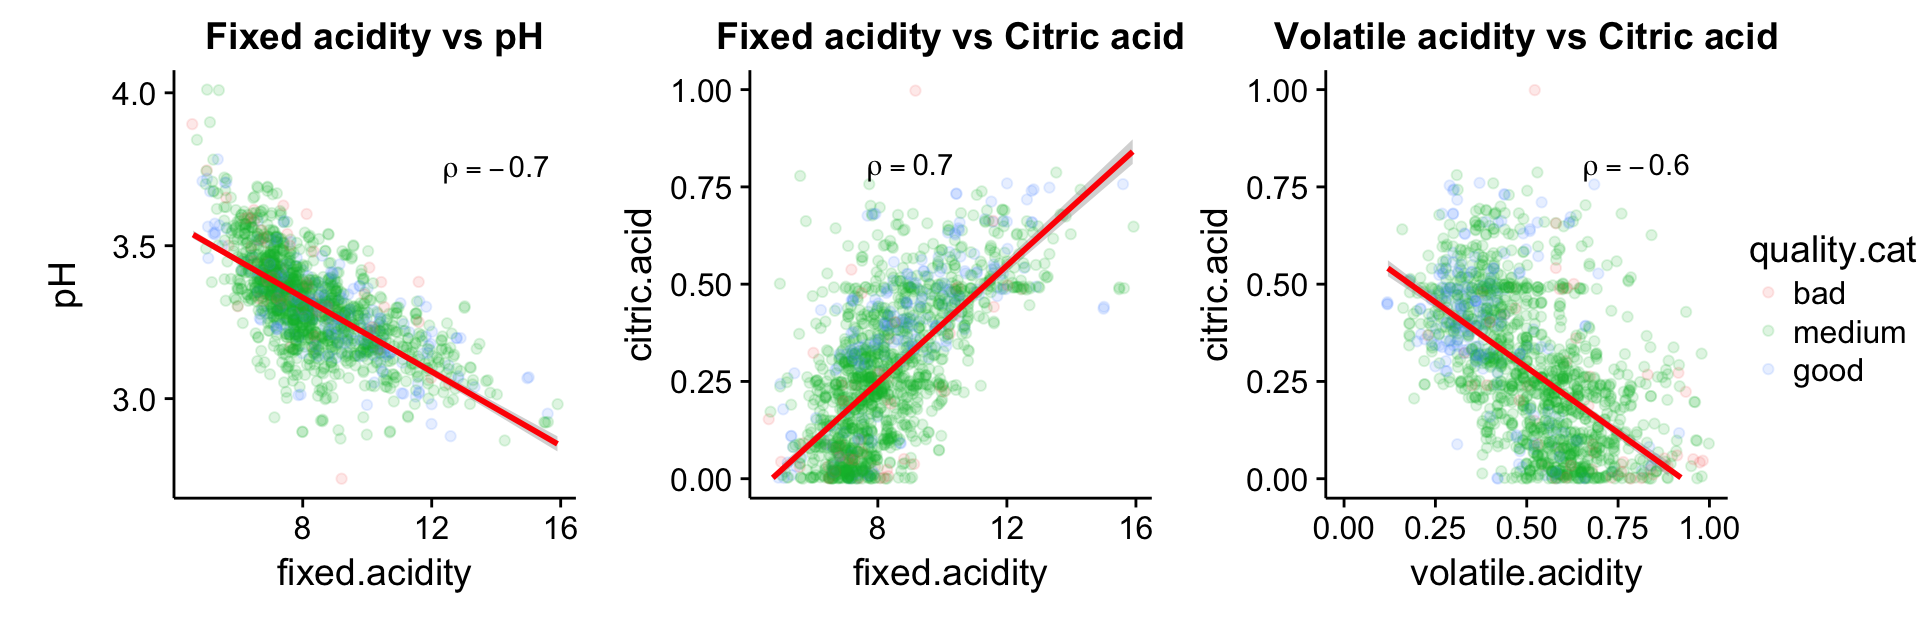 Fixed acidity vs pH
4.0
3.5
3.0
pH
ρ = −0.7
8 12 16
fixed.acidity
Fixed acidity vs Citric acid
1.00
0.75
0.50
0.25
0.00
citric.acid
ρ = 0.7
8 12 16
fixed.acidity
Volatile acidity vs Citric acid
1.00
0.75
0.50
0.25
0.00
citric.acid
ρ = −0.6
0.00 0.25 0.50 0.75 1.00
volatile.acidity
quality.cat
bad
medium
good